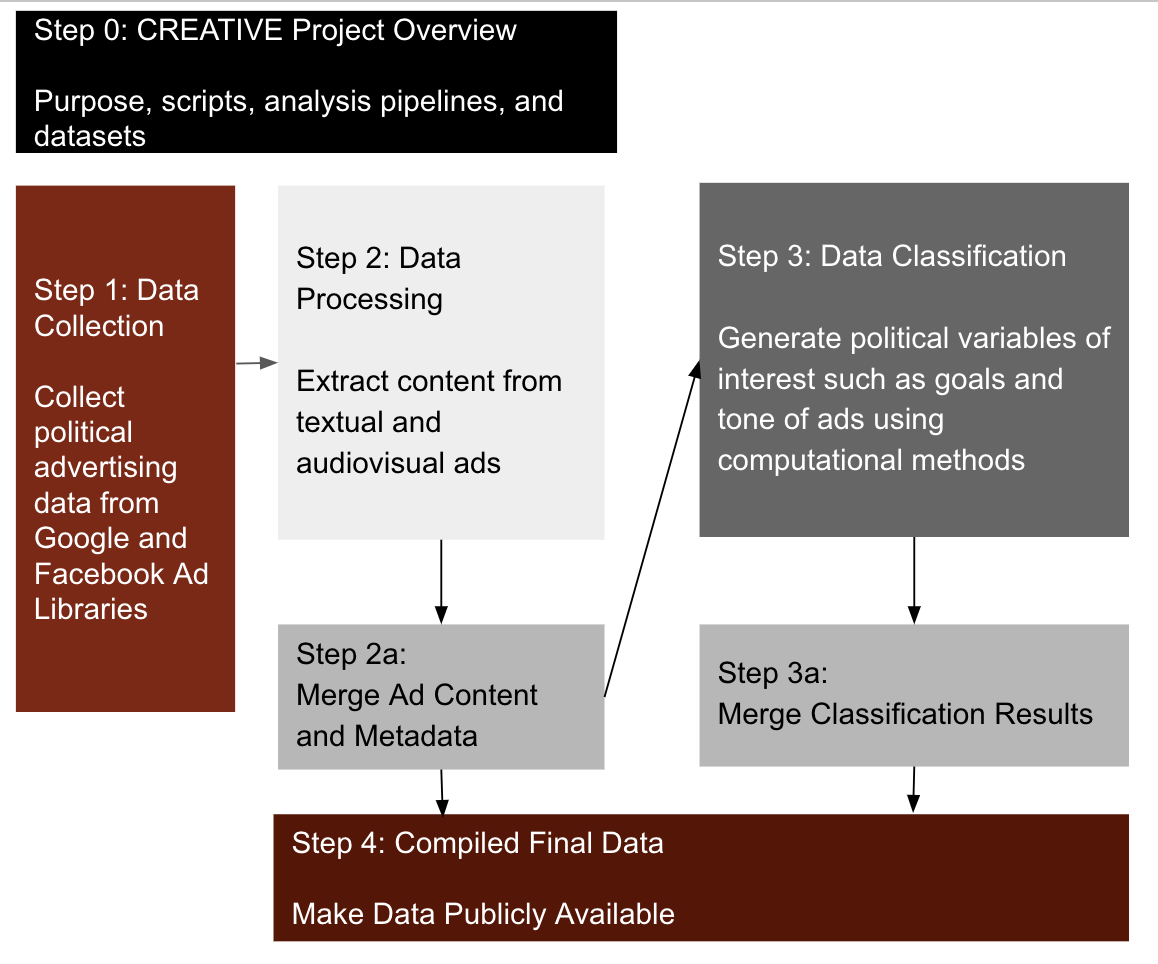 Step 0: CREATIVE Project Overview
Purpose, scripts, analysis pipelines, and
datasets
Step 1: Data
Collection
Collect
political
advertising
data from
Google and
Facebook Ad
Libraries
Step 2: Data
Processing
Extract content from
textual and
audiovisual ads
Step 2a:
Merge Ad Content
and Metadata
Step 3: Data Classification
Generate political variables of
interest such as goals and
tone of ads using
computational methods
Step 3a:
Merge Classification Results
Step 4: Compiled Final Data
Make Data Publicly Available